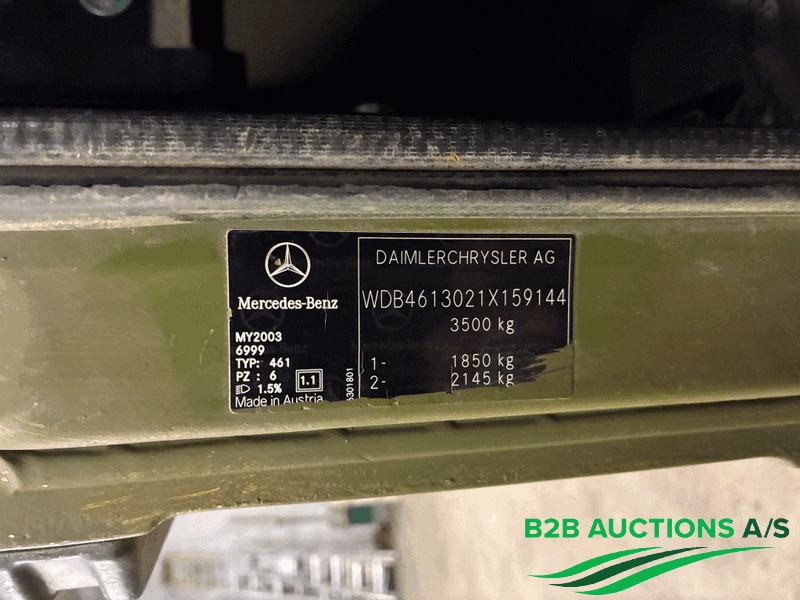 Mercedes-Benz
MY2003
6999
TYP: 461
PZ : 6
1.5%
1.1
Made in Austria
6301801
DAIMLERCHRYSLER AG
WDB4613021X159144
3500 kg
1- 1850 kg
2- 2145 kg
B2B AUCTIONS A/S